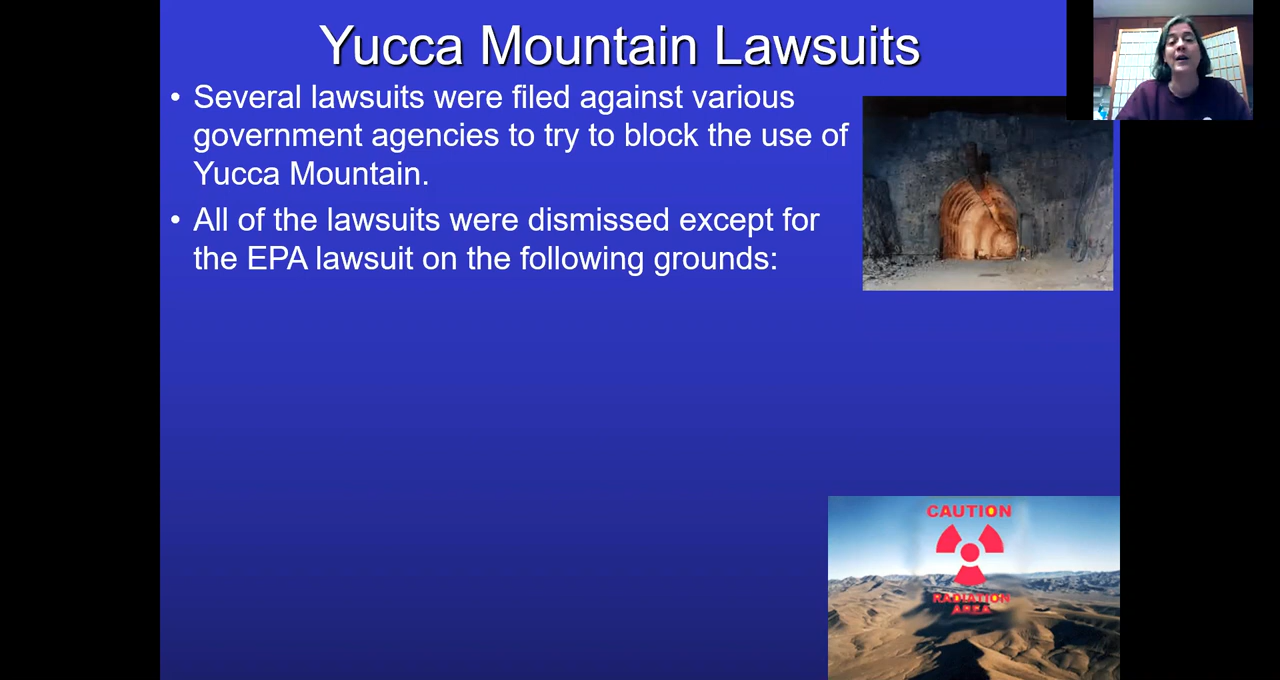 Yucca Mountain Lawsuits
• Several lawsuits were filed against various
government agencies to try to block the use of
Yucca Mountain.
• All of the lawsuits were dismissed except for
the EPA lawsuit on the following grounds:
CAUTION
RADIATION
AREA